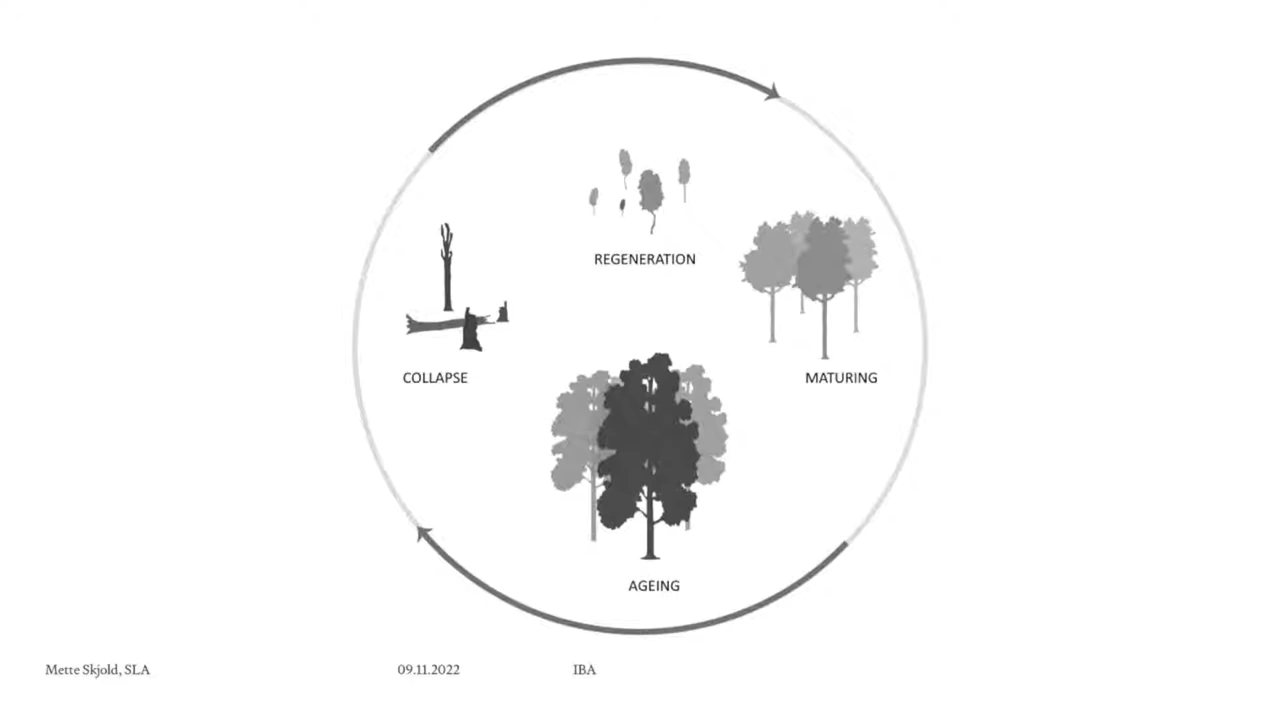 REGENERATION
COLLAPSE
MATURING
AGEING
Mette Skjold, SLA
09.11.2022
IBA